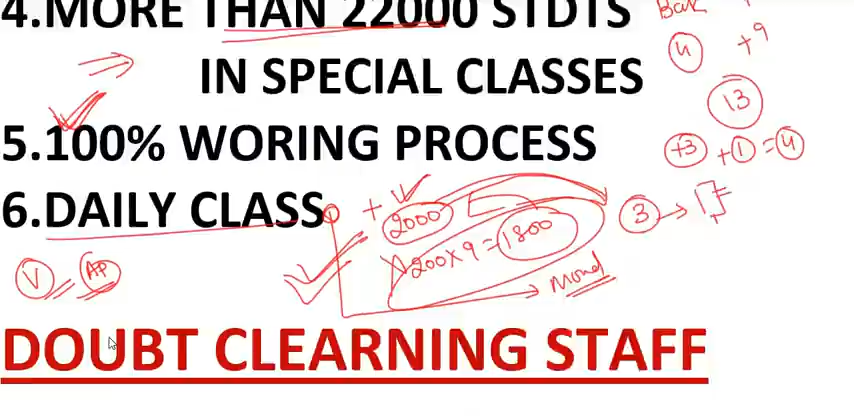 4.MORE THAN 22000 STDTS
IN SPECIAL CLASSES
5.100% WORING PROCESS
6.DAILY CLASS
DOUBT CLEARNING STAFF
4 +9
13
+3 +1 = 4
+ 2000
200x9=1800
3
V AP